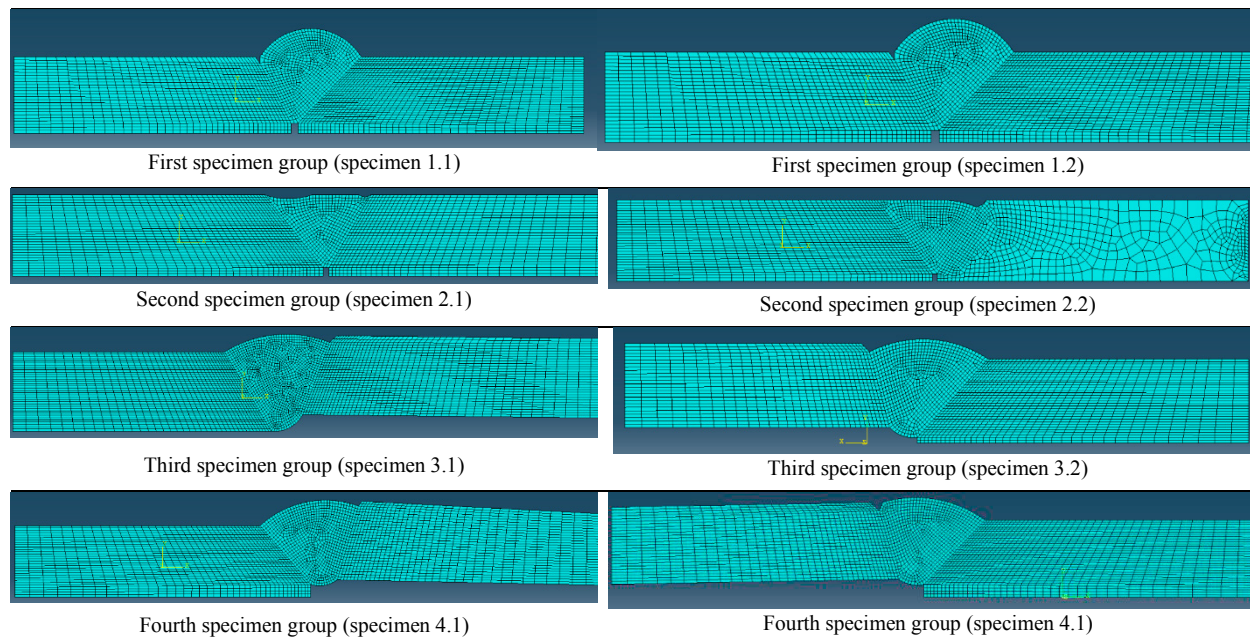 First specimen group (specimen 1.1)
First specimen group (specimen 1.2)
Second specimen group (specimen 2.1)
Second specimen group (specimen 2.2)
Third specimen group (specimen 3.1)
Third specimen group (specimen 3.2)
Fourth specimen group (specimen 4.1)
Fourth specimen group (specimen 4.1)